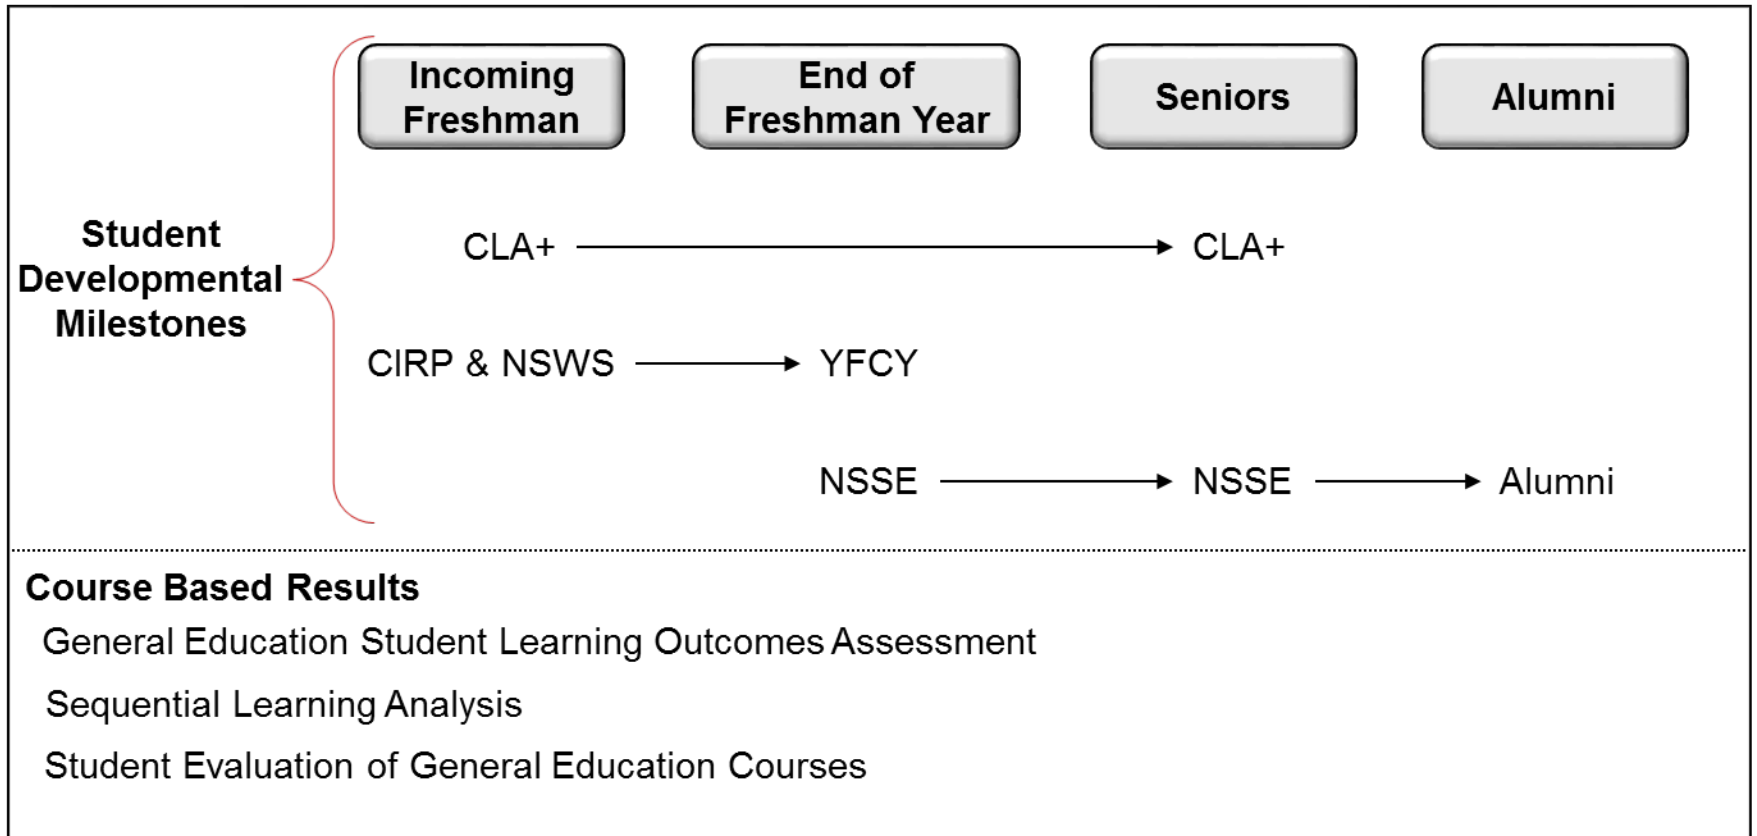 Incoming
Freshman
End of
Freshman Year
Seniors
Alumni
Student
Developmental
Milestones
CLA+
CLA+
CIRP & NSWS
YFCY
NSSE
NSSE
Alumni
Course Based Results
General Education Student Learning Outcomes Assessment
Sequential Learning Analysis
Student Evaluation of General Education Courses